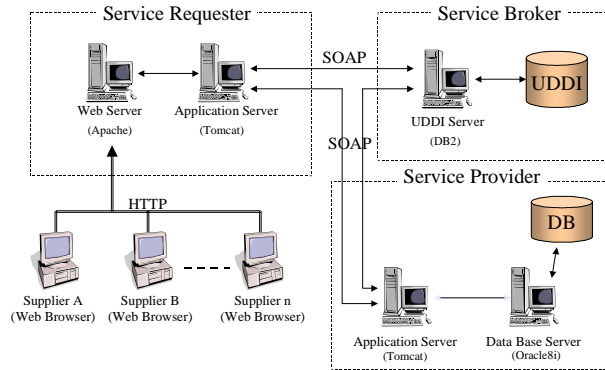 Service Requester
Service Broker
SOAP
UDDI
Web Server
(Apache)
Application Server
(Tomcat)
UDDI Server
(DB2)
SOAP
HTTP
Service Provider
DB
Supplier A
(Web Browser)
Supplier B
(Web Browser)
Supplier n
(Web Browser)
Application Server
(Tomcat)
Data Base Server
(Oracle8i)